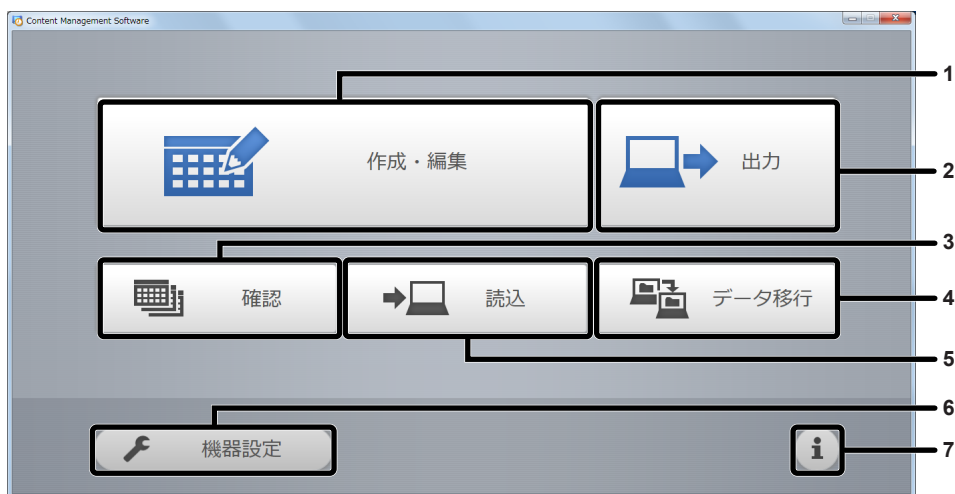 Content Management Software
1
作成・編集
出力
2
3
確認
読込
データ移行
4
5
6
機器設定
i
7